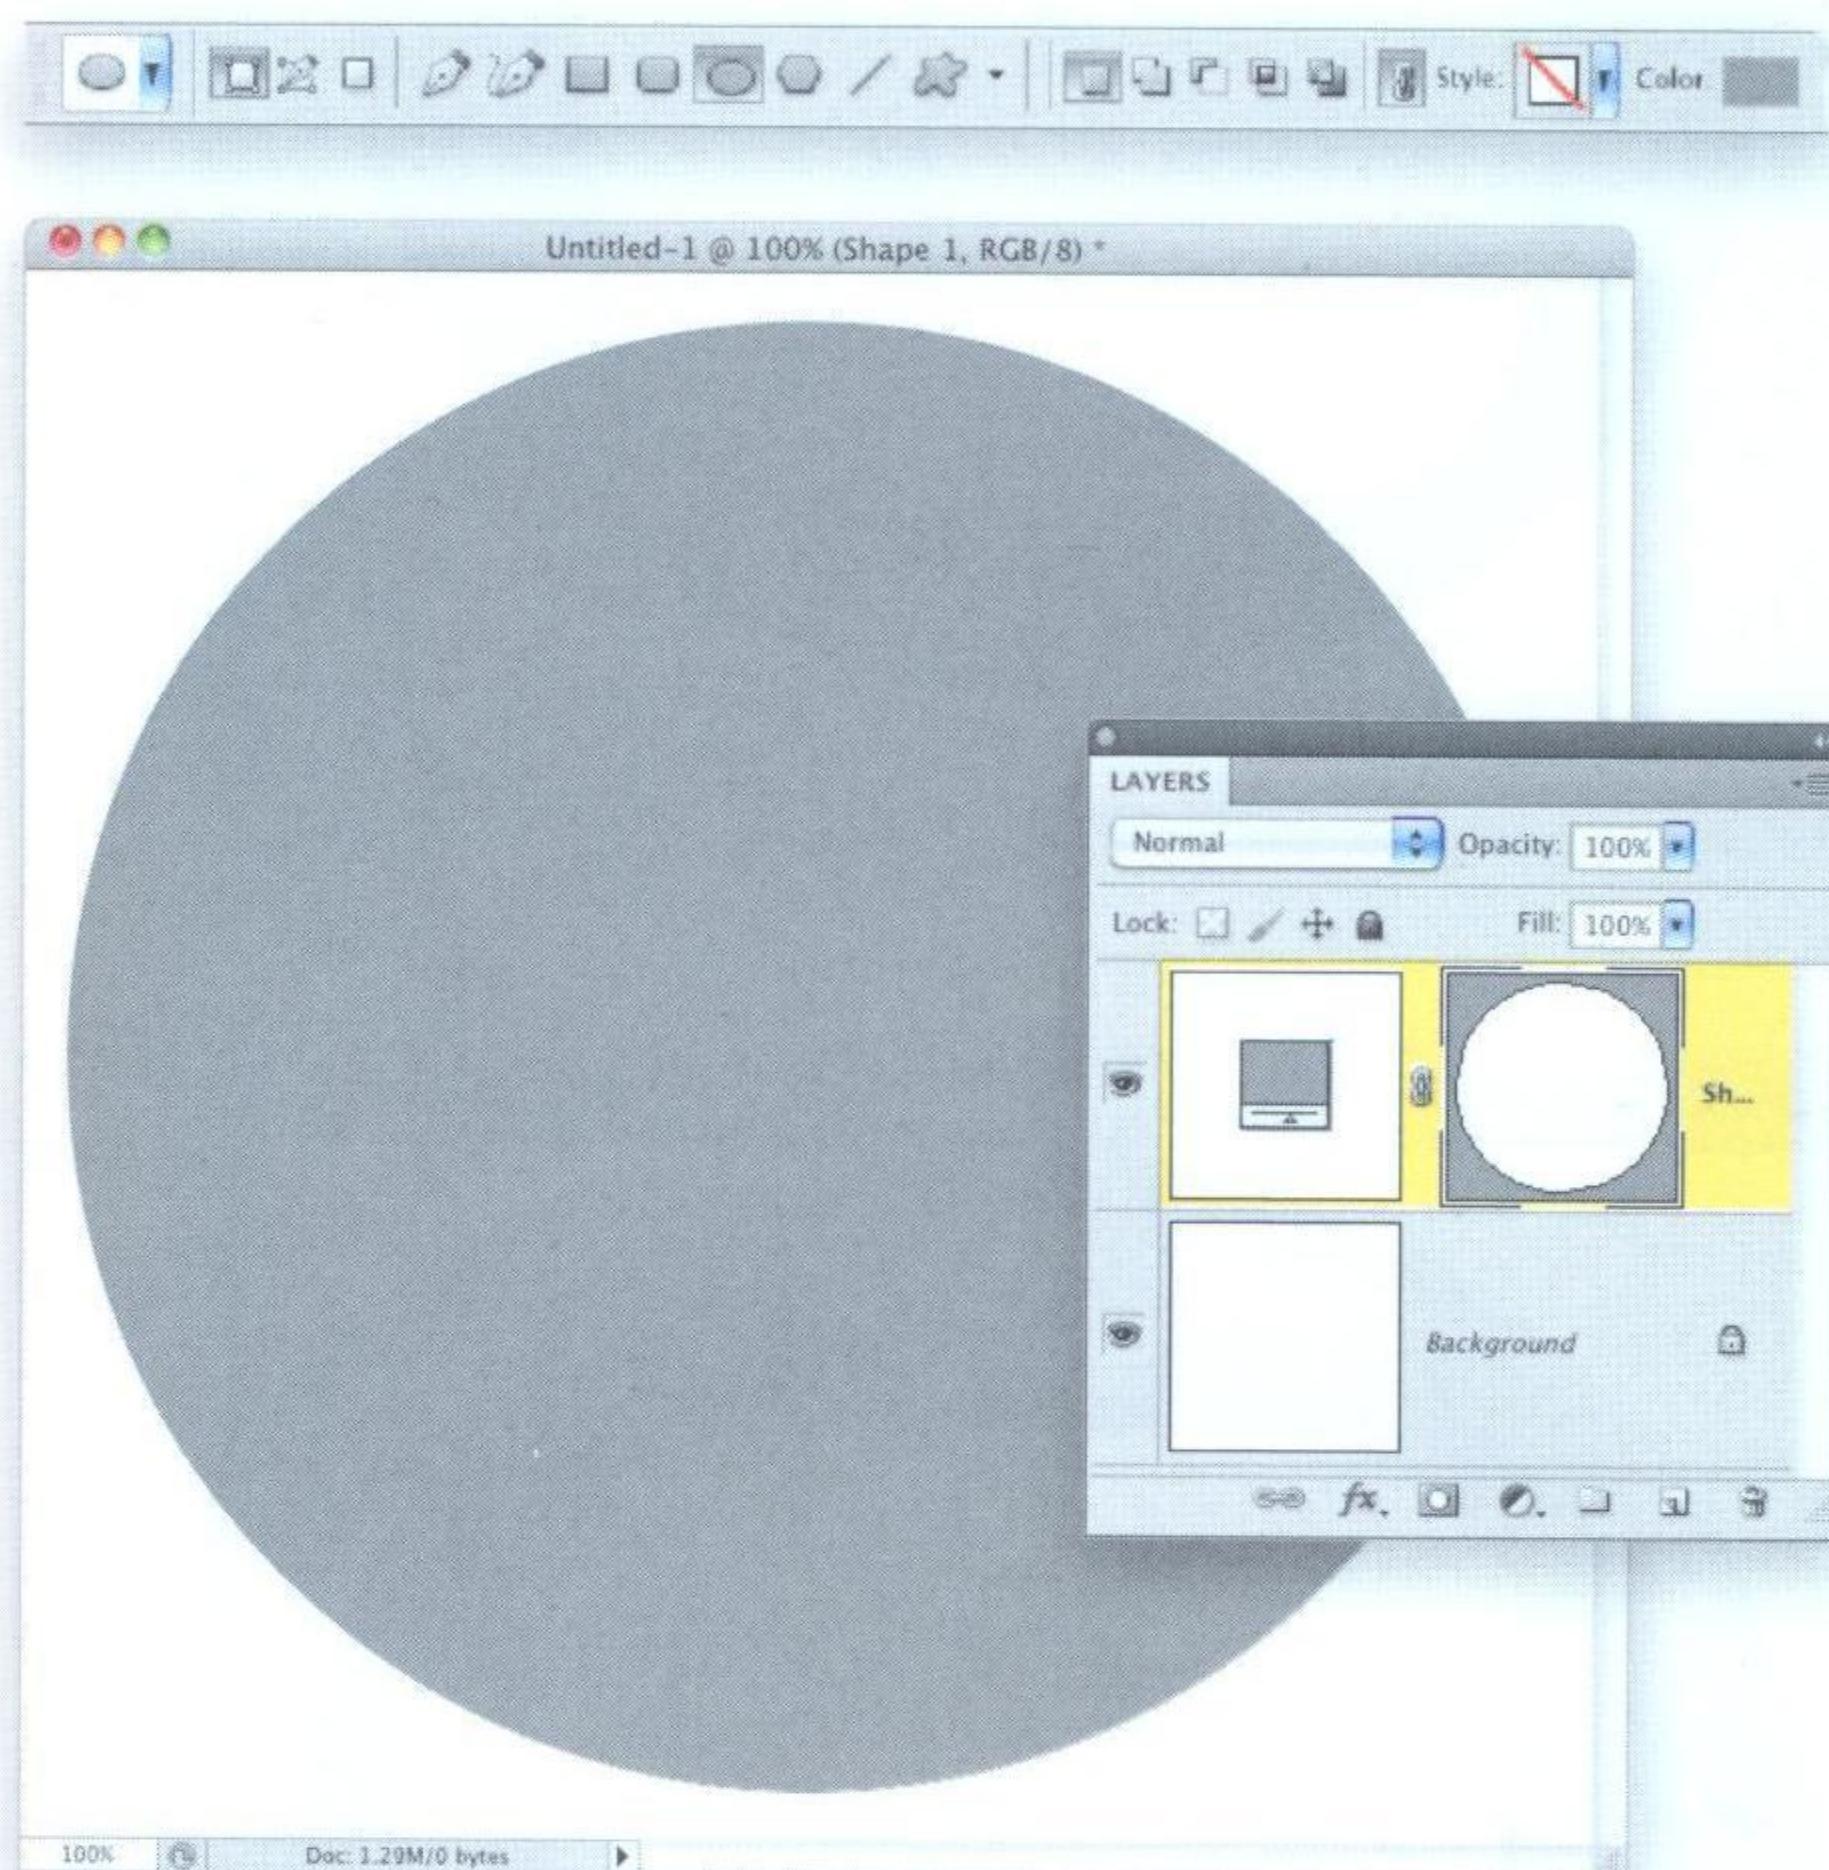 Style: Color
Untitled-1 @ 100% (Shape 1, RGB/8) *
LAYERS
Normal Opacity: 100%
Lock: Fill: 100%
Sh...
Background
fx.
100% Doc: 1.29M/0 bytes